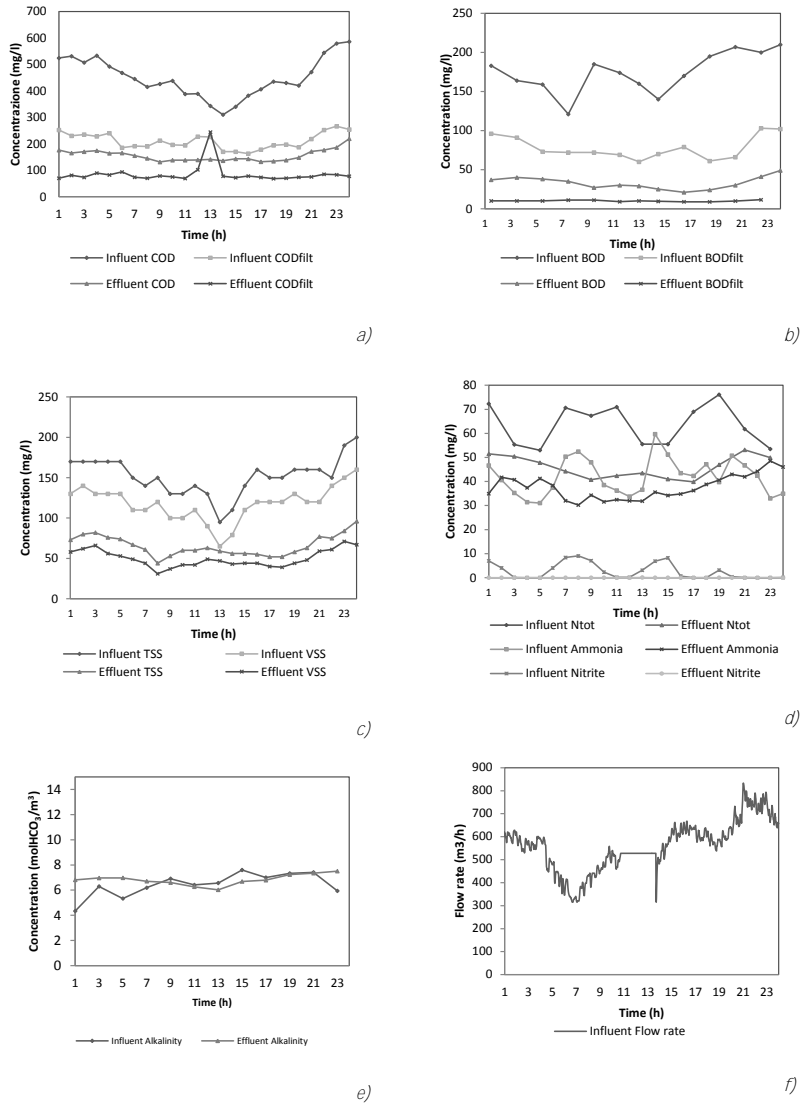 700
600
500
400
300
200
100
0
Concentrazione (mg/l)
1 3 5 7 9 11 13 15 17 19 21 23
Time (h)
Influent COD Influent CODfilt
Effluent COD Effluent CODfilt
a)
250
200
150
100
50
0
Concentration (mg/l)
1 3 5 7 9 11 13 15 17 19 21 23
Time (h)
Influent BOD Influent BODfilt
Effluent BOD Effluent BODfilt
b)
250
200
150
100
50
0
Concentration (mg/l)
1 3 5 7 9 11 13 15 17 19 21 23
Time (h)
Influent TSS Influent VSS
Effluent TSS Effluent VSS
c)
80
70
60
50
40
30
20
10
0
Concentration (mg/l)
1 3 5 7 9 11 13 15 17 19 21 23
Time (h)
Influent Ntot Effluent Ntot
Influent Ammonia Effluent Ammonia
Influent Nitrite Effluent Nitrite
d)
14
12
10
8
6
4
2
0
Concentration (molHCO₃/m³)
1 3 5 7 9 11 13 15 17 19 21 23
Time (h)
Influent Alkalinity Effluent Alkalinity
e)
900
800
700
600
500
400
300
200
100
0
Flow rate (m3/h)
1 3 5 7 9 11 13 15 17 19 21 23
Time (h)
Influent Flow rate
f)